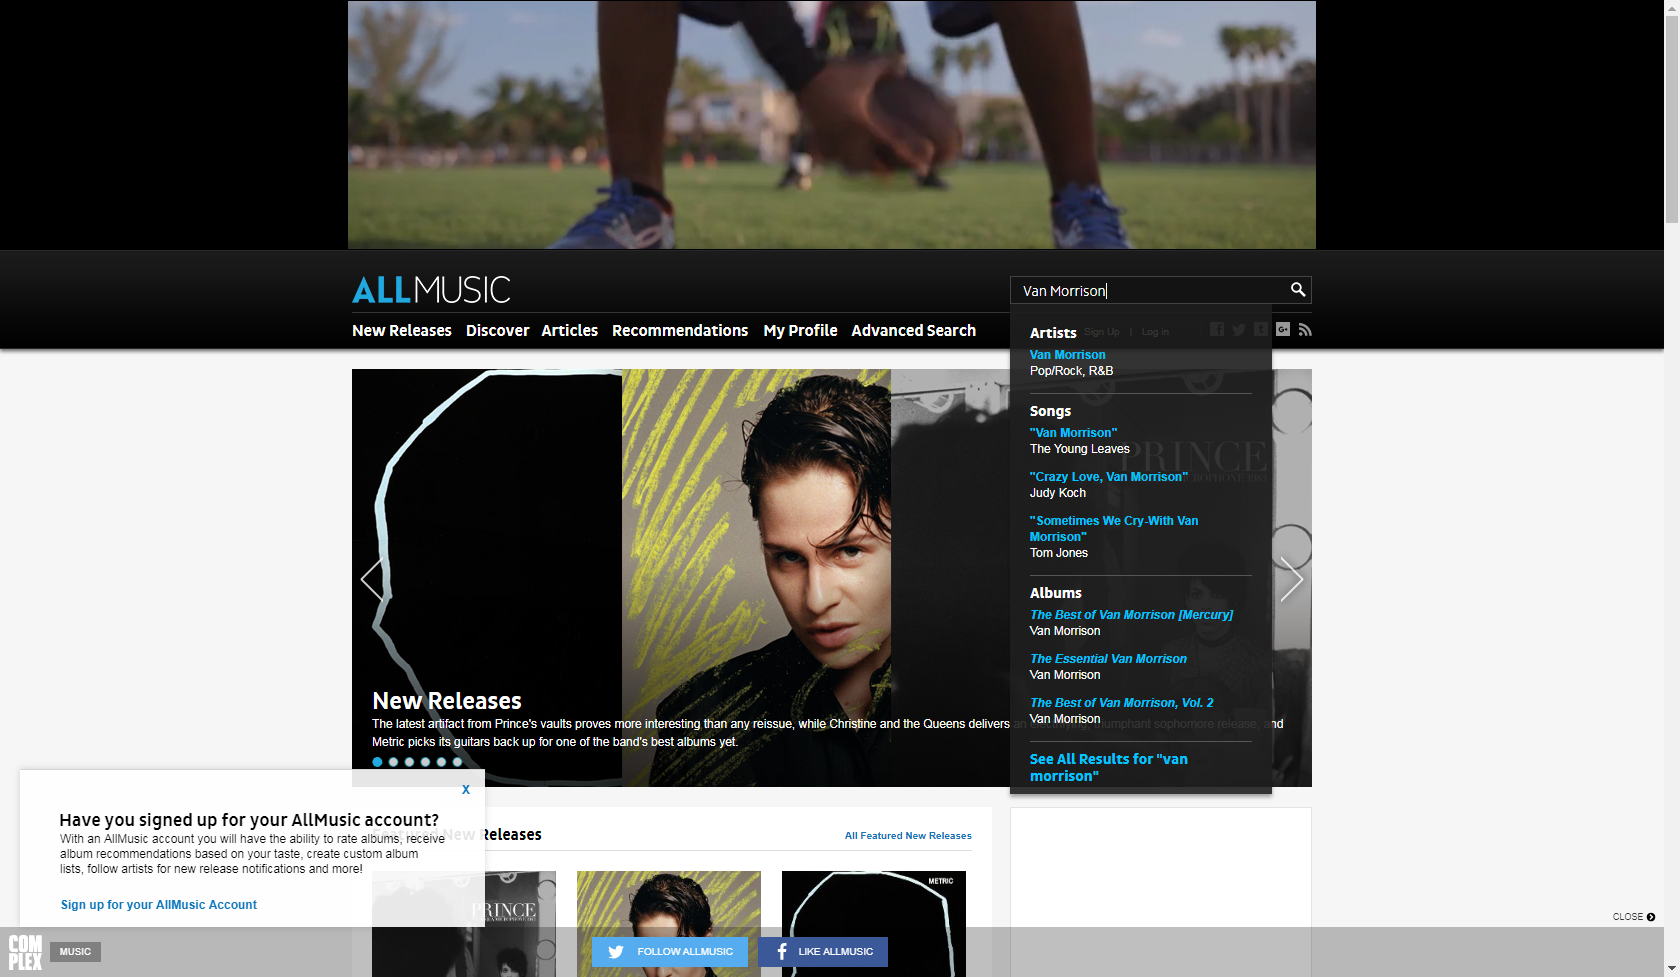 ALLMUSIC
Van Morrison
New Releases Discover Articles Recommendations My Profile Advanced Search
Sign Up | Log in
Artists
Van Morrison
Pop/Rock, R&B
Songs
"Van Morrison"
The Young Leaves
"Crazy Love, Van Morrison"
Judy Koch
"Sometimes We Cry-With Van
Morrison"
Tom Jones
Albums
The Best of Van Morrison [Mercury]
Van Morrison
The Essential Van Morrison
Van Morrison
The Best of Van Morrison, Vol. 2
Van Morrison
See All Results for "van
morrison"
PRINCE
New Releases
The latest artifact from Prince's vaults proves more interesting than any reissue, while Christine and the Queens delivers an triumphant sophomore release, and
Metric picks its guitars back up for one of the band's best albums yet.
X
Have you signed up for your AllMusic account?
With an AllMusic account you will have the ability to rate albums, receive
album recommendations based on your taste, create custom album
lists, follow artists for new release notifications and more!
Sign up for your AllMusic Account
Featured New Releases
All Featured New Releases
PRINCE
METRIC
CLOSE
COMPLEX
MUSIC
FOLLOW ALLMUSIC
LIKE ALLMUSIC